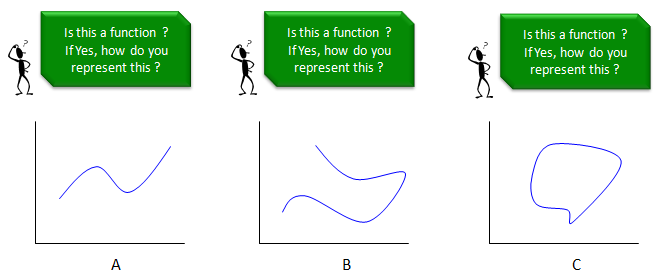 Is this a function ?
If Yes, how do you
represent this ?
Is this a function ?
If Yes, how do you
represent this ?
Is this a function ?
If Yes, how do you
represent this ?
?
?
?
A
B
C